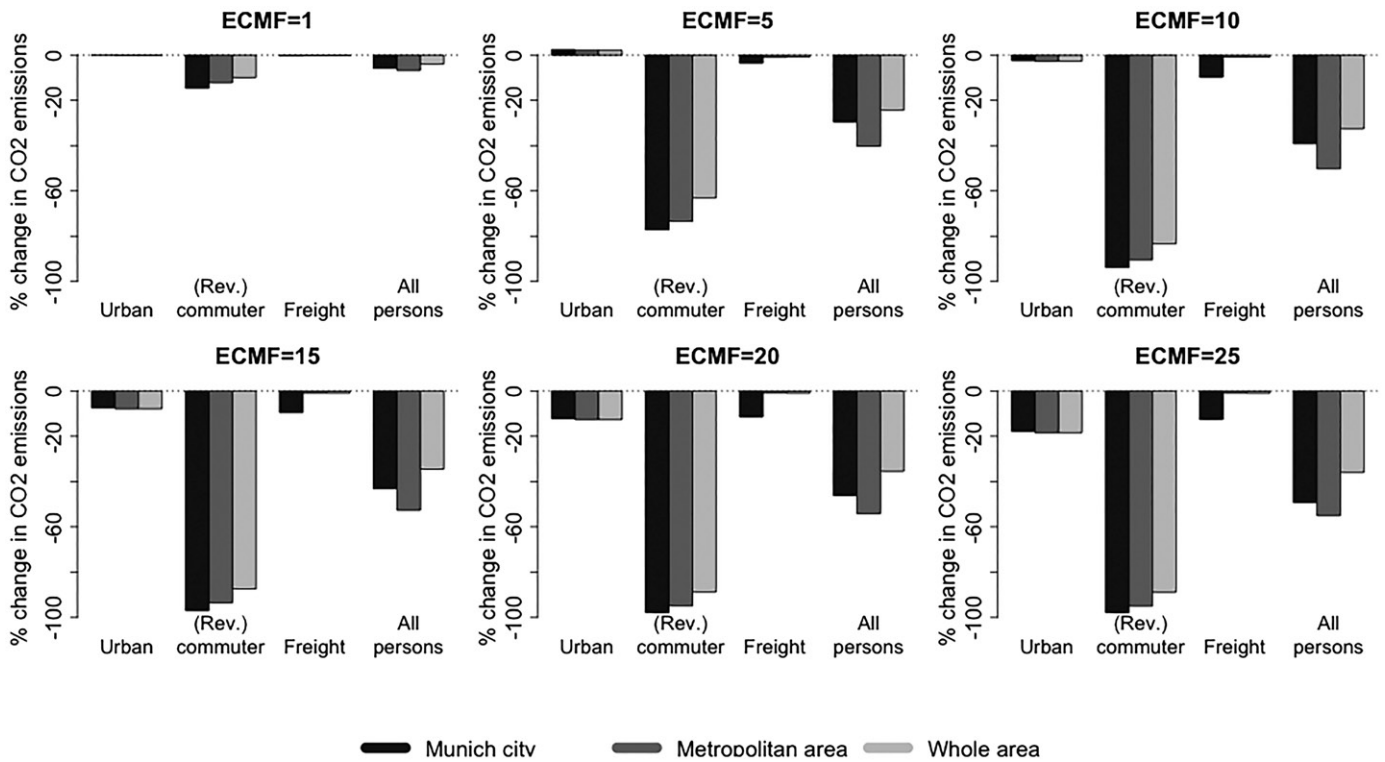 ECMF=1
ECMF=5
ECMF=10
% change in CO2 emissions
0
-20
-60
-100
Urban
(Rev.)
commuter
Freight
All
persons
% change in CO2 emissions
0
-20
-60
-100
Urban
(Rev.)
commuter
Freight
All
persons
% change in CO2 emissions
0
-20
-60
-100
Urban
(Rev.)
commuter
Freight
All
persons
ECMF=15
ECMF=20
ECMF=25
% change in CO2 emissions
0
-20
-60
-100
Urban
(Rev.)
commuter
Freight
All
persons
% change in CO2 emissions
0
-20
-60
-100
Urban
(Rev.)
commuter
Freight
All
persons
% change in CO2 emissions
0
-20
-60
-100
Urban
(Rev.)
commuter
Freight
All
persons
Munich city
Metropolitan area
Whole area